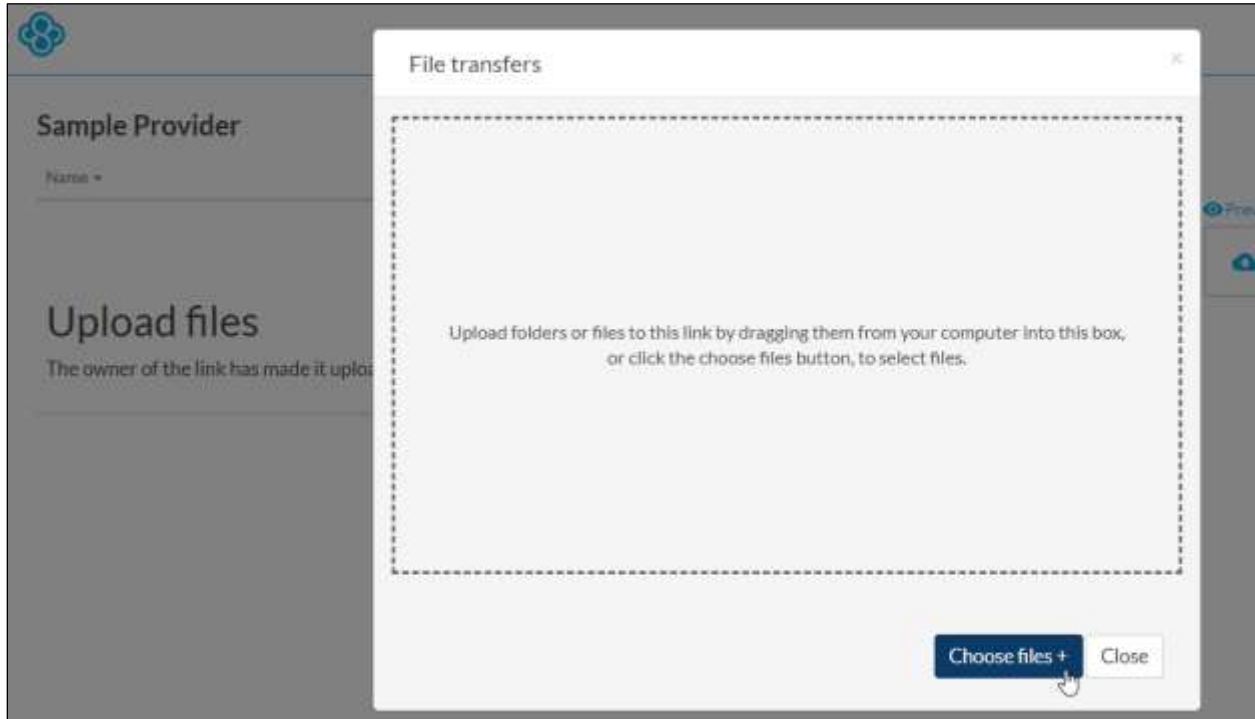 File transfers
×
Sample Provider
Name
Upload files
The owner of the link has made it
Upload folders or files to this link by dragging them from your computer into this box,
or click the choose files button, to select files.
Choose files +
Close